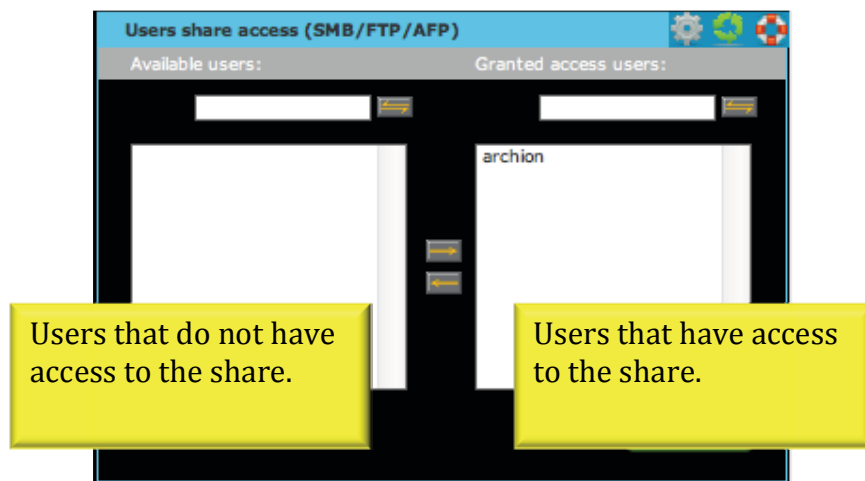 Users share access (SMB/FTP/AFP)
Available users:
Granted access users:
archion
Users that do not have
access to the share.
Users that have access
to the share.